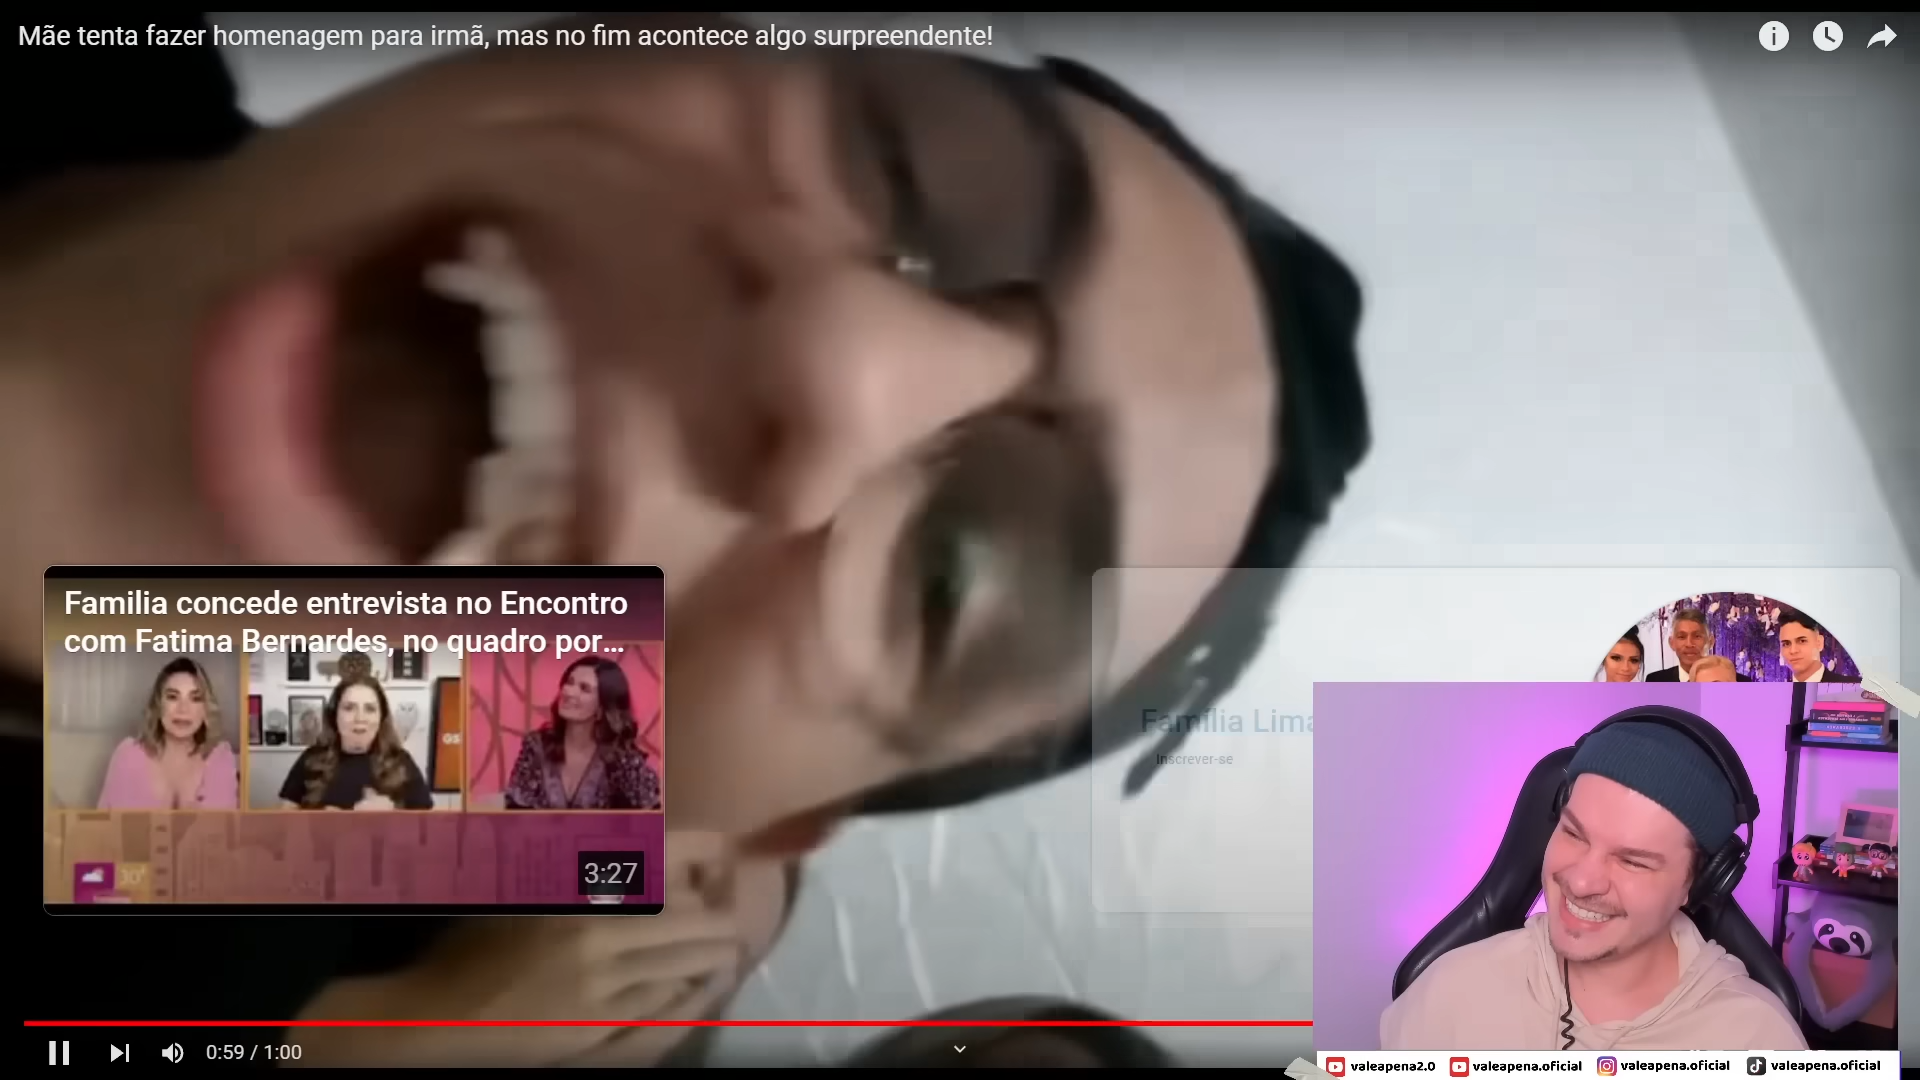 Mãe tenta fazer homenagem para irmã, mas no fim acontece algo surpreendente!
Familia concede entrevista no Encontro
com Fatima Bernardes, no quadro por...
30°
3:27
Família Lima
Inscrever-se
0:59 / 1:00
valeapena2.0 valeapena.oficial valeapena.oficial valeapena.oficial